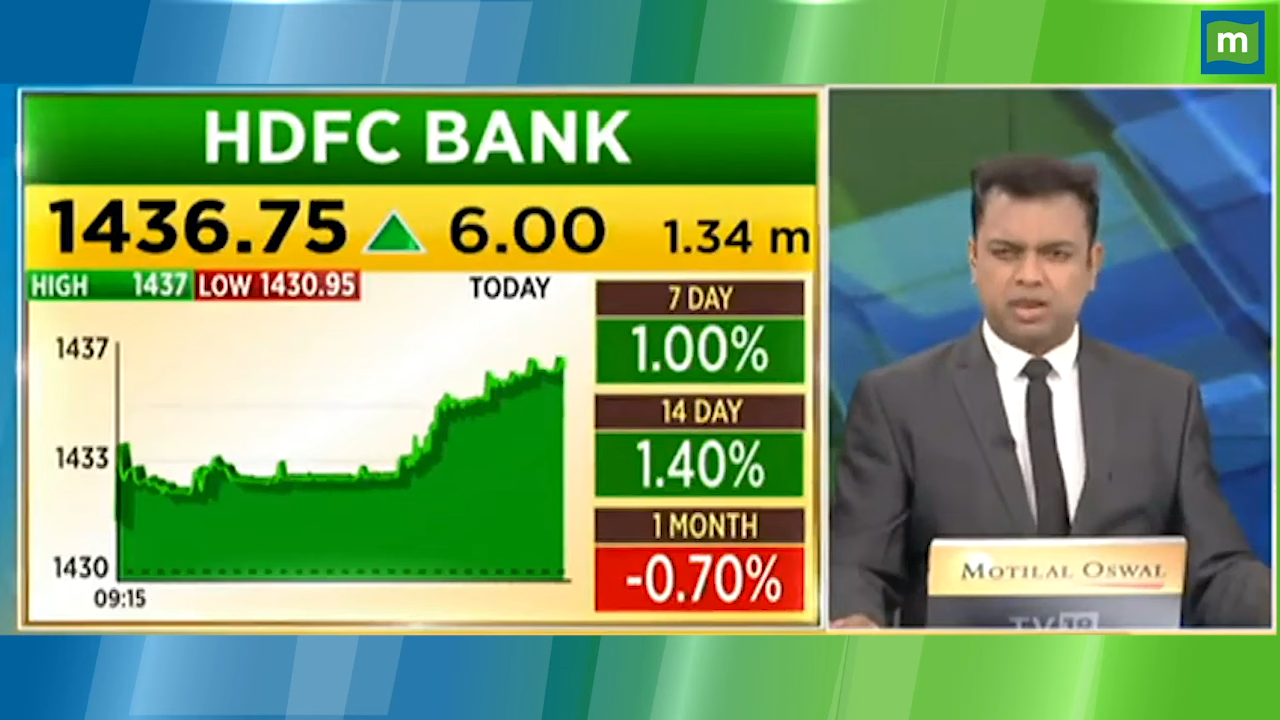 m
HDFC BANK
1436.75 6.00 1.34 m
HIGH 1437 LOW 1430.95 TODAY
1437
1433
1430
09:15
7 DAY
1.00%
14 DAY
1.40%
1 MONTH
-0.70%
MOTILAL OSWAL
TV18